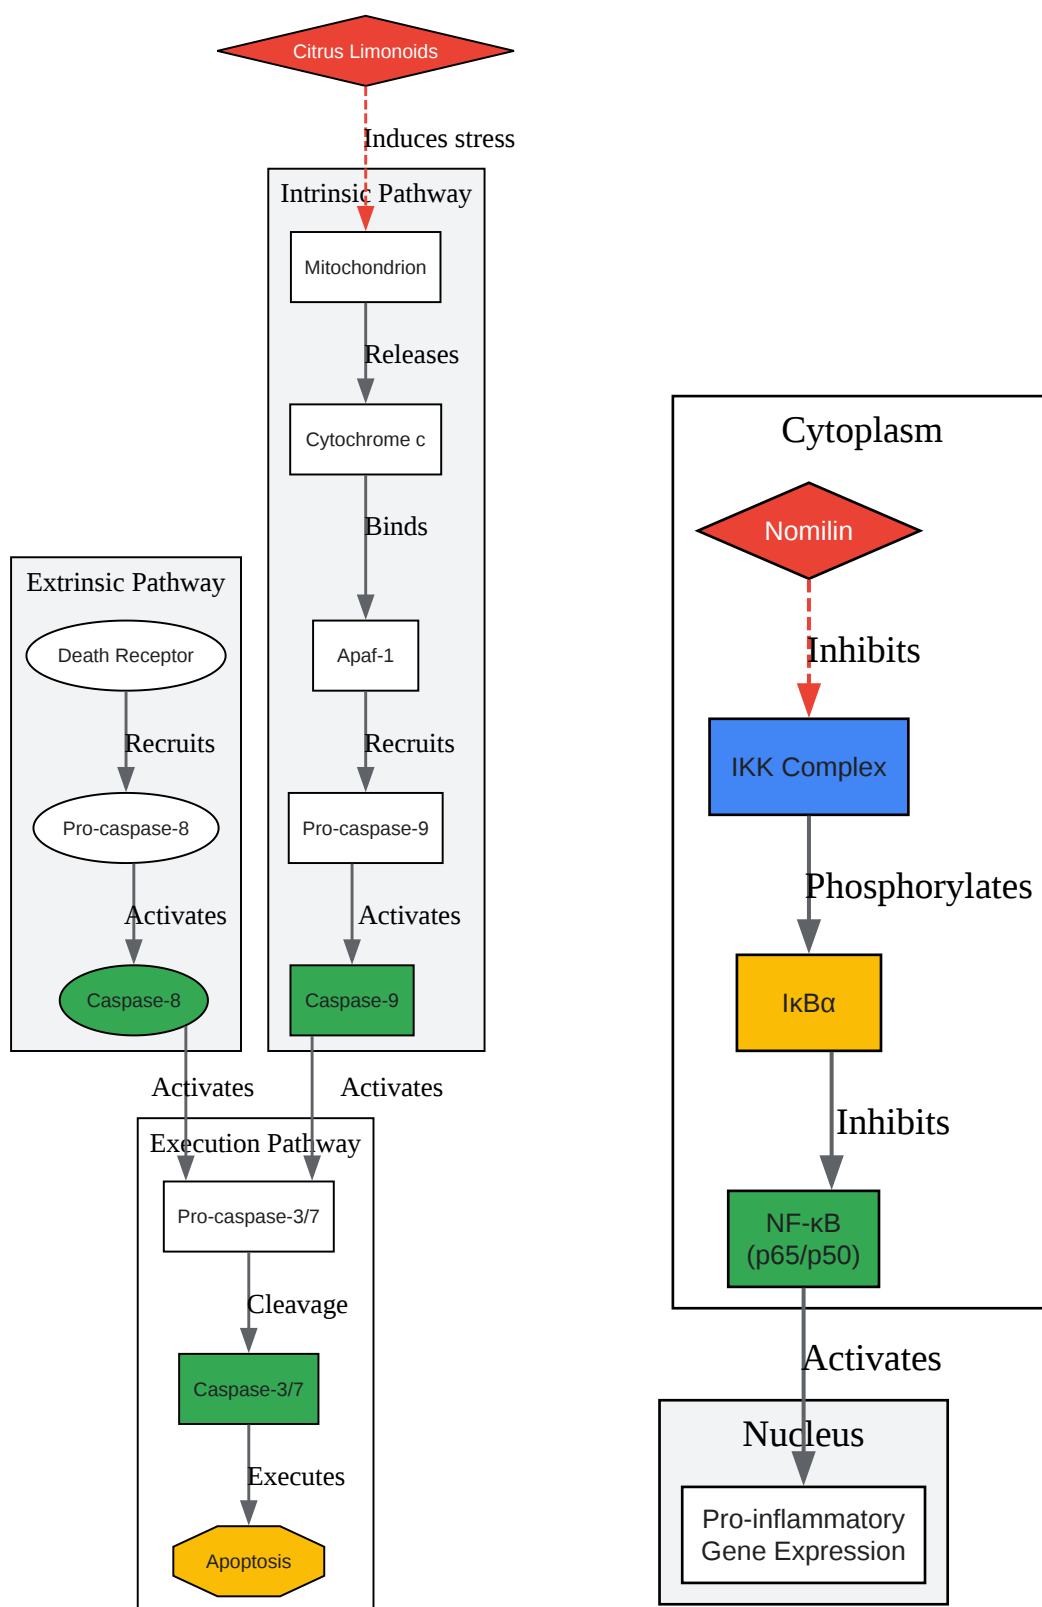 Citrus Limonoids
Induces stress
Intrinsic Pathway
Mitochondrion
Releases
Cytochrome c
Binds
Apaf-1
Recruits
Pro-caspase-9
Activates
Caspase-9
Activates
Extrinsic Pathway
Death Receptor
Recruits
Pro-caspase-8
Activates
Caspase-8
Activates
Execution Pathway
Pro-caspase-3/7
Cleavage
Caspase-3/7
Executes
Apoptosis
Cytoplasm
Nomilin
Inhibits
IKK Complex
Phosphorylates
IκBα
Inhibits
NF-κB
(p65/p50)
Activates
Nucleus
Pro-inflammatory
Gene Expression